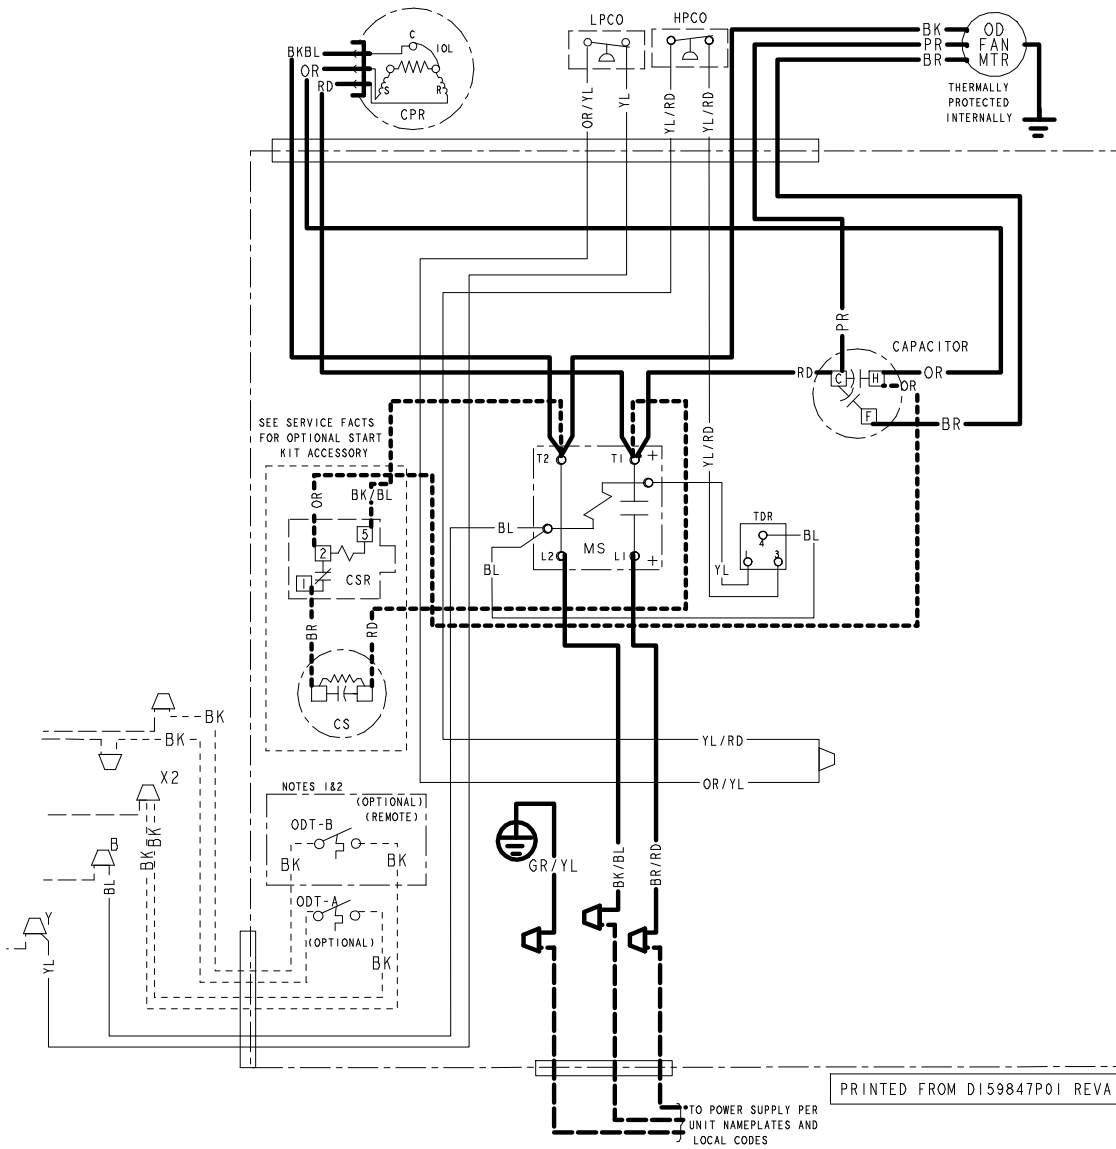 LPCO
HPCO
C
IOL
BKBL
OR
RD
S
R
CPR
OR/YL
YL
YL/RD
YL/RD
BK
PR
BR
OD
FAN
MTR
THERMALLY
PROTECTED
INTERNALLY
PR
CAPACITOR
RD
C
H
OR
OR
F
BR
SEE SERVICE FACTS
FOR OPTIONAL START
KIT ACCESSORY
YL/RD
T2
T1
+
OR
BK/BL
5
2
CSR
1
BL
MS
L2
L1
+
BL
TDR
4
1
3
BL
YL
BR
RD
CS
BK
BK
X2
YL/RD
OR/YL
NOTES 1&2
(OPTIONAL)
(REMOTE)
ODT-B
BK
BK
BK
BK
B
BL
ODT-A
(OPTIONAL)
BK
Y
YL
GR/YL
BK/BL
BR/RD
PRINTED FROM D159847P01 REVA
TO POWER SUPPLY PER
UNIT NAMEPLATES AND
LOCAL CODES